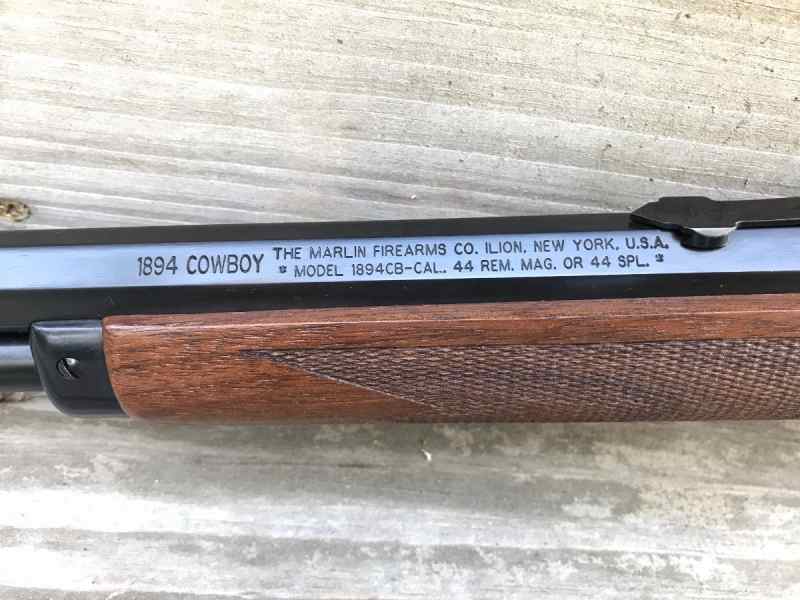 1894 COWBOY
THE MARLIN FIREARMS CO. ILION, NEW YORK, U.S.A.
* MODEL 1894CB-CAL. 44 REM. MAG. OR 44 SPL. *